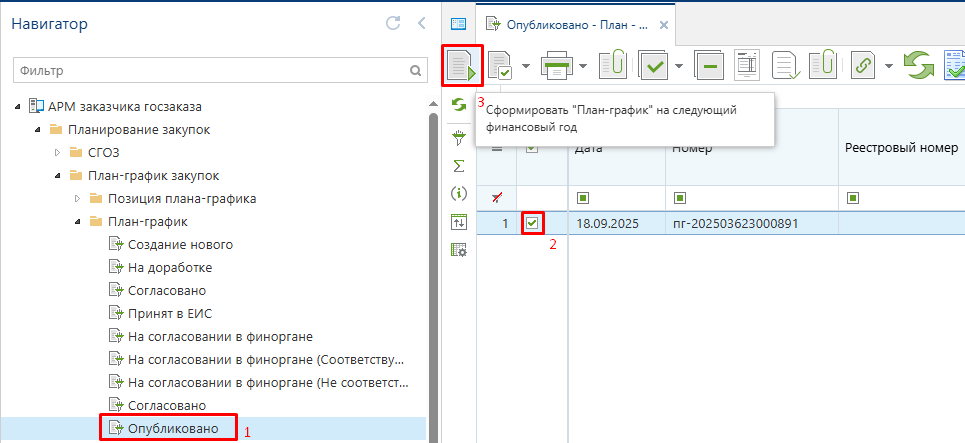 Навигатор
Фильтр
АРМ заказчика госзаказа
Планирование закупок
СГОЗ
План-график закупок
Позиция плана-графика
План-график
Создание нового
На доработке
Согласовано
Принят в ЕИС
На согласовании в финоргане
На согласовании в финоргане (Соответству...
На согласовании в финоргане (Не соответст...
Согласовано
Опубликовано
1
Опубликовано - План - ...
3
Сформировать "План-график" на следующий
финансовый год
Дата
Номер
Реестровый номер
1
18.09.2025
пг-202503623000891
2